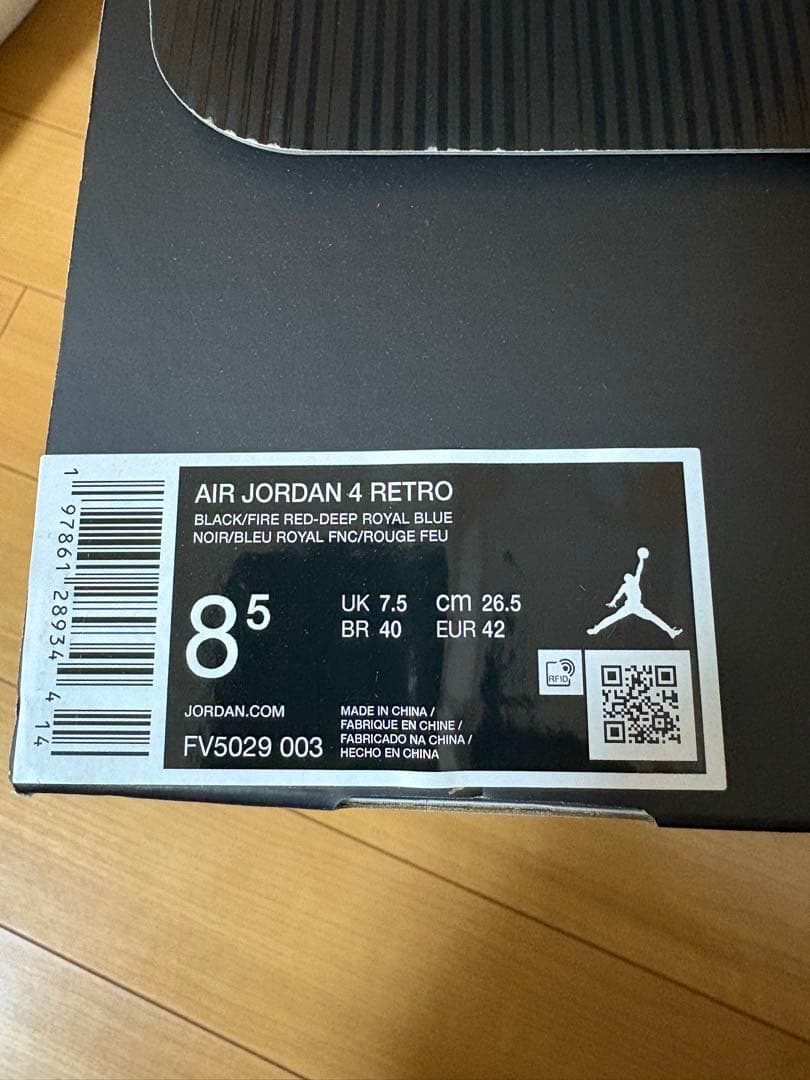 AIR JORDAN 4 RETRO
BLACK/FIRE RED-DEEP ROYAL BLUE
NOIR/BLEU ROYAL FNC/ROUGE FEU
8 5
UK 7.5 cm 26.5
BR 40 EUR 42
RFID
JORDAN.COM
FV5029 003
MADE IN CHINA /
FABRIQUE EN CHINE /
FABRICADO NA CHINA /
HECHO EN CHINA
1 97861 28934 4 14